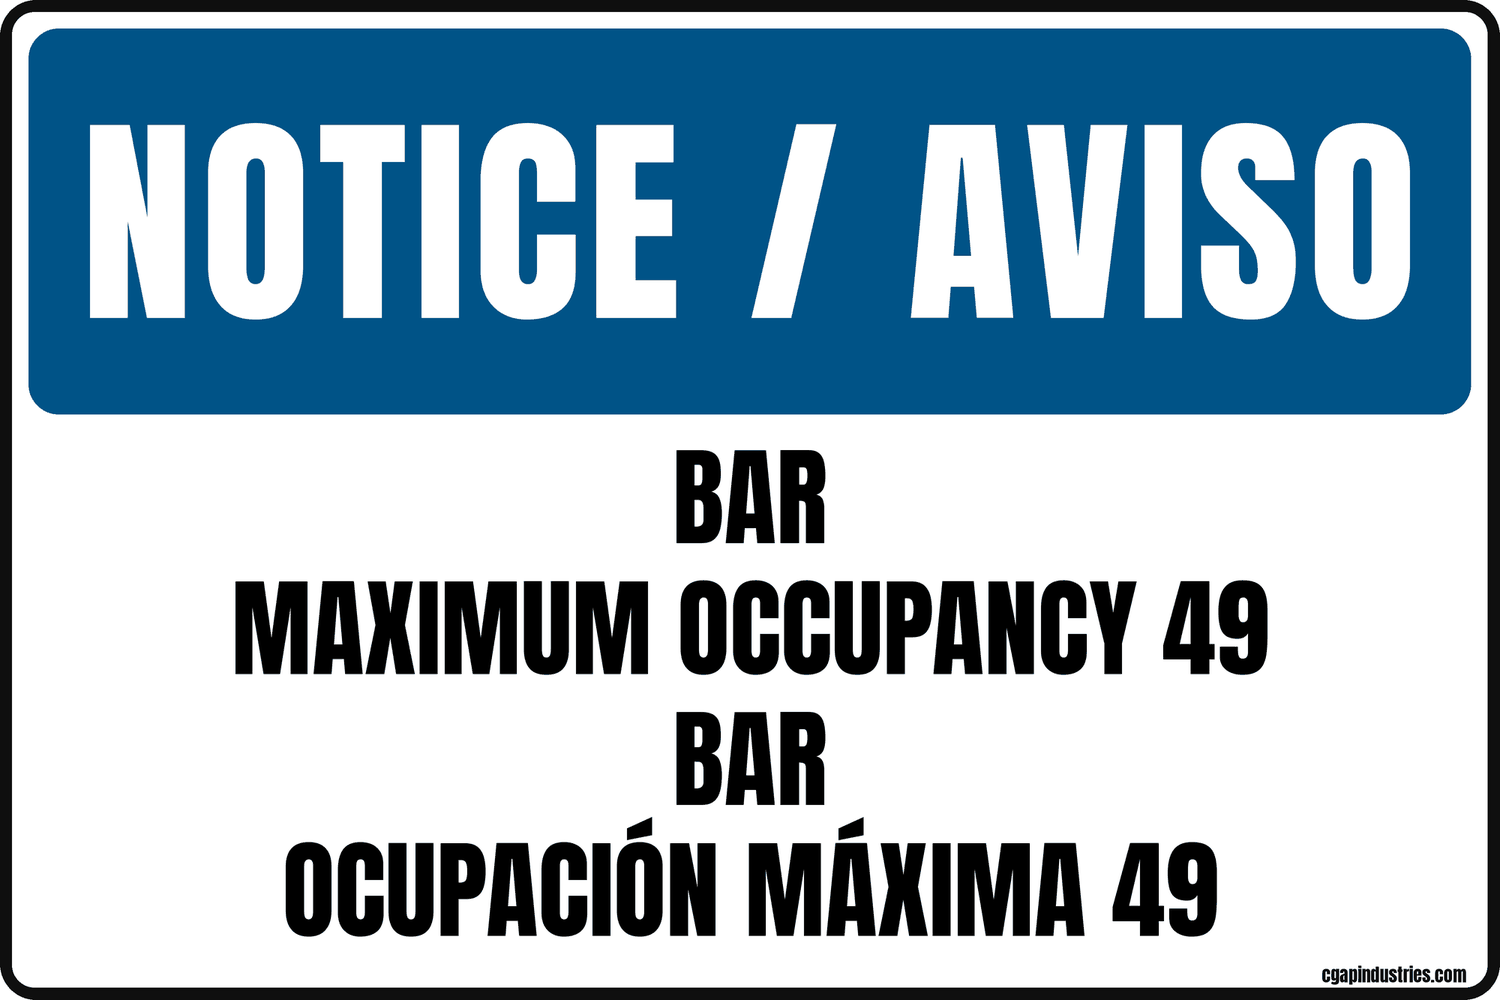 NOTICE / AVISO
BAR
MAXIMUM OCCUPANCY 49
BAR
OCUPACIÓN MÁXIMA 49
cgapindustries.com